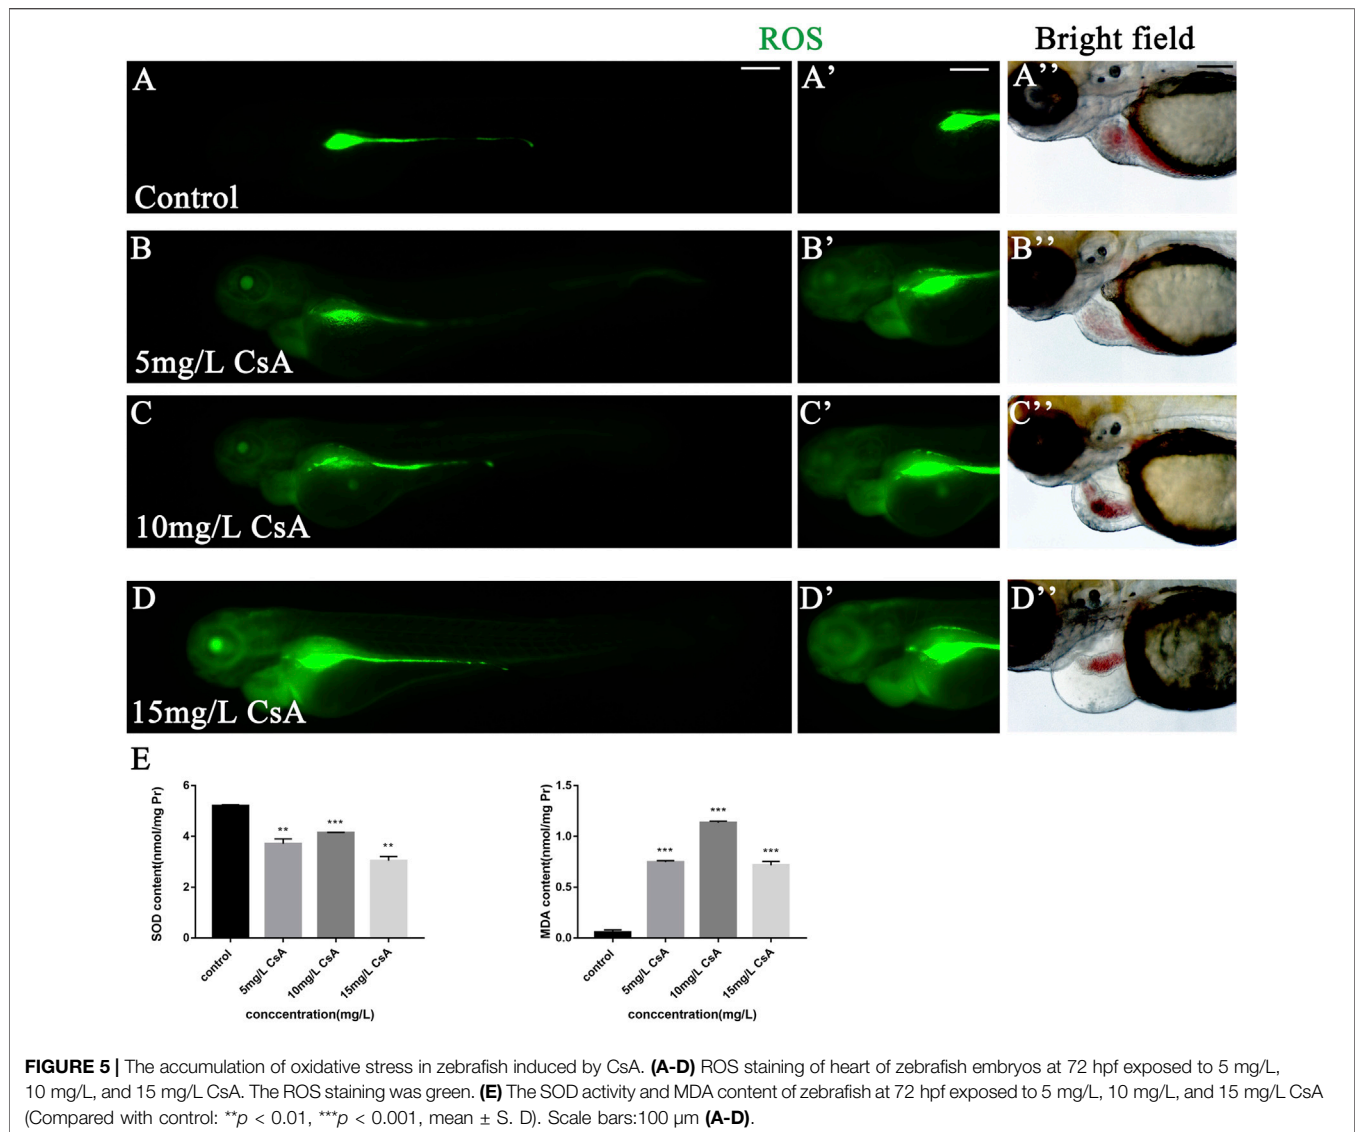 ROS Bright field
A A’ A’’
Control
B B’ B’’
5mg/L CsA
C C’ C’’
10mg/L CsA
D D’ D’’
15mg/L CsA
E
SOD content(nmol/mg Pr)
6
4
2
0
**
***
**
control
5mg/L CsA
10mg/L CsA
15mg/L CsA
conccentration(mg/L)
MDA content(nmol/mg Pr)
1.5
1.0
0.5
0.0
***
***
***
control
5mg/L CsA
10mg/L CsA
15mg/L CsA
conccentration(mg/L)
FIGURE 5 | The accumulation of oxidative stress in zebrafish induced by CsA. (A-D) ROS staining of heart of zebrafish embryos at 72 hpf exposed to 5 mg/L,
10 mg/L, and 15 mg/L CsA. The ROS staining was green. (E) The SOD activity and MDA content of zebrafish at 72 hpf exposed to 5 mg/L, 10 mg/L, and 15 mg/L CsA
(Compared with control: **p < 0.01, ***p < 0.001, mean ± S. D). Scale bars:100 μm (A-D).